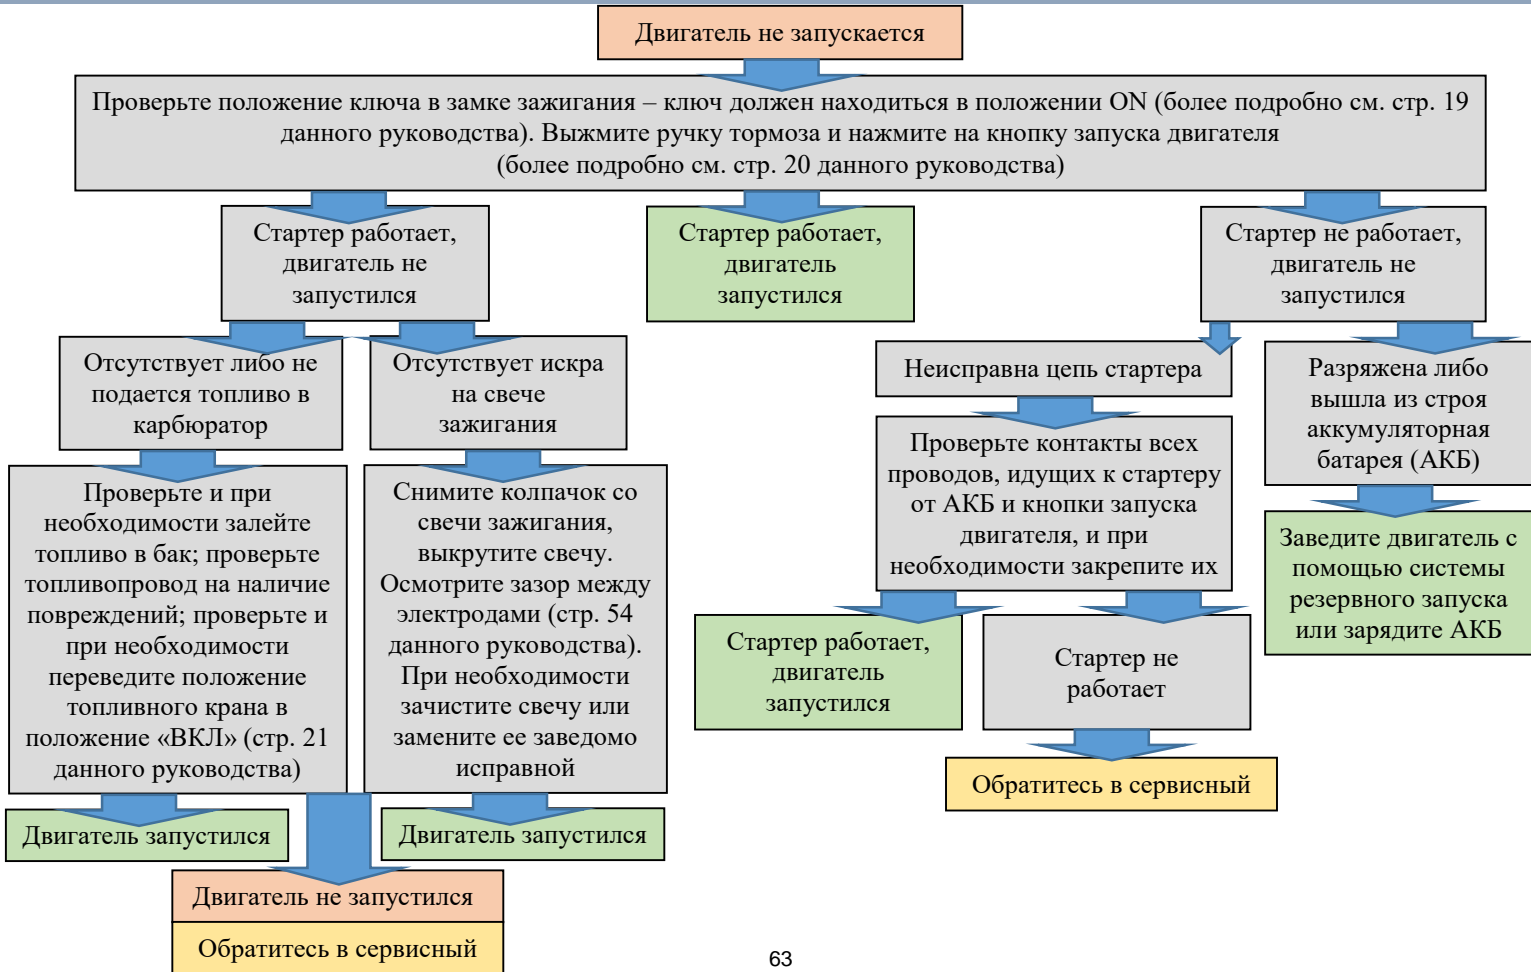 Двигатель не запускается
Проверьте положение ключа в замке зажигания – ключ должен находиться в положении ON (более подробно см. стр. 19
данного руководства). Выжмите ручку тормоза и нажмите на кнопку запуска двигателя
(более подробно см. стр. 20 данного руководства)
Стартер работает,
двигатель не
запустился
Стартер работает,
двигатель
запустился
Стартер не работает,
двигатель не
запустился
Отсутствует либо не
подается топливо в
карбюратор
Отсутствует искра
на свече
зажигания
Неисправна цепь стартера
Разряжена либо
вышла из строя
аккумуляторная
батарея (АКБ)
Проверьте и при
необходимости залейте
топливо в бак; проверьте
топливопровод на наличие
повреждений; проверьте и
при необходимости
переведите положение
топливного крана в
положение «ВКЛ» (стр. 21
данного руководства)
Снимите колпачок со
свечи зажигания,
выкрутите свечу.
Осмотрите зазор между
электродами (стр. 54
данного руководства).
При необходимости
зачистите свечу или
замените ее заведомо
исправной
Проверьте контакты всех
проводов, идущих к стартеру
от АКБ и кнопки запуска
двигателя, и при
необходимости закрепите их
Заведите двигатель с
помощью системы
резервного запуска
или зарядите АКБ
Стартер работает,
двигатель
запустился
Стартер не
работает
Обратитесь в сервисный
Двигатель запустился
Двигатель запустился
Двигатель не запустился
Обратитесь в сервисный
63